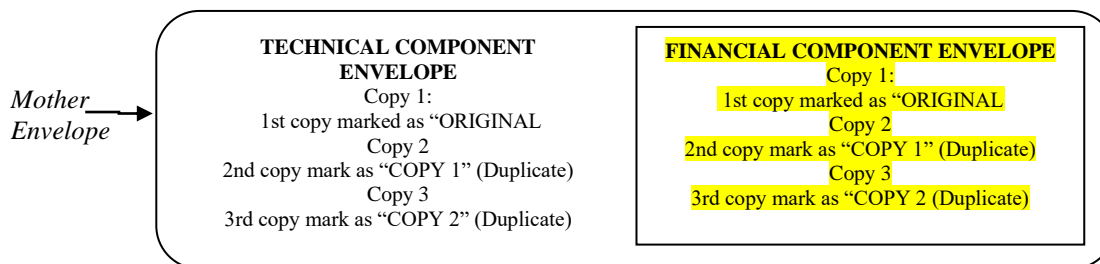 Mother
Envelope
TECHNICAL COMPONENT
ENVELOPE
Copy 1:
1st copy marked as “ORIGINAL
Copy 2
2nd copy mark as “COPY 1” (Duplicate)
Copy 3
3rd copy mark as “COPY 2” (Duplicate)
FINANCIAL COMPONENT ENVELOPE
Copy 1:
1st copy marked as “ORIGINAL
Copy 2
2nd copy mark as “COPY 1” (Duplicate)
Copy 3
3rd copy mark as “COPY 2 (Duplicate)